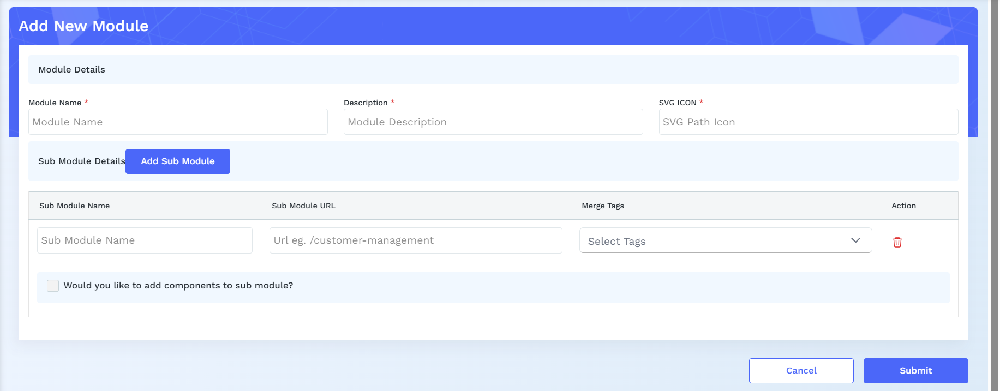 Add New Module
Module Details
Module Name *
Description *
SVG ICON *
Module Name
Module Description
SVG Path Icon
Sub Module Details
Add Sub Module
Sub Module Name
Sub Module URL
Merge Tags
Action
Sub Module Name
Url eg. /customer-management
Select Tags
Would you like to add components to sub module?
Cancel
Submit